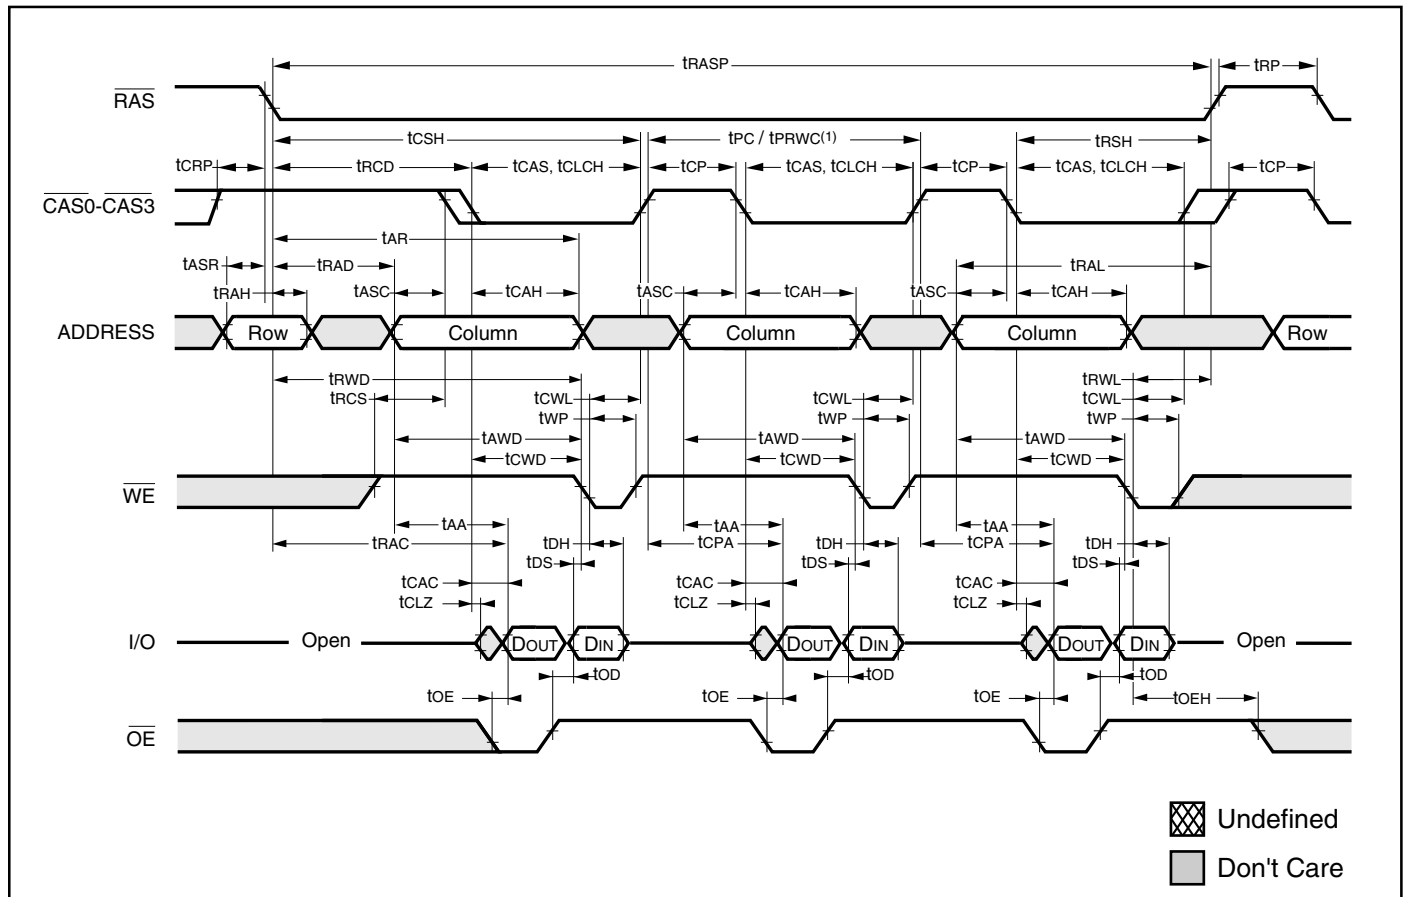 tRASP
tRP
RAS
tCSH
tPC / tPRWC(1)
tRSH
tCRP
tRCD
tCAS, tCLCH
tCP
tCAS, tCLCH
tCP
tCAS, tCLCH
tCP
CAS0-CAS3
tAR
tASR
tRAD
tRAL
tRAH
tASC
tCAH
tASC
tCAH
tASC
tCAH
ADDRESS
Row
Column
Column
Column
Row
tRWD
tRWL
tRCS
tCWL
tCWL
tCWL
tWP
tWP
tWP
tAWD
tAWD
tAWD
tCWD
tCWD
tCWD
WE
tAA
tAA
tAA
tRAC
tDH
tCPA
tDH
tCPA
tDH
tDS
tDS
tDS
tCAC
tCAC
tCAC
tCLZ
tCLZ
tCLZ
I/O
Open
DOUT
DIN
DOUT
DIN
DOUT
DIN
Open
tOD
tOD
tOD
tOE
tOE
tOE
tOEH
OE
Undefined
Don't Care